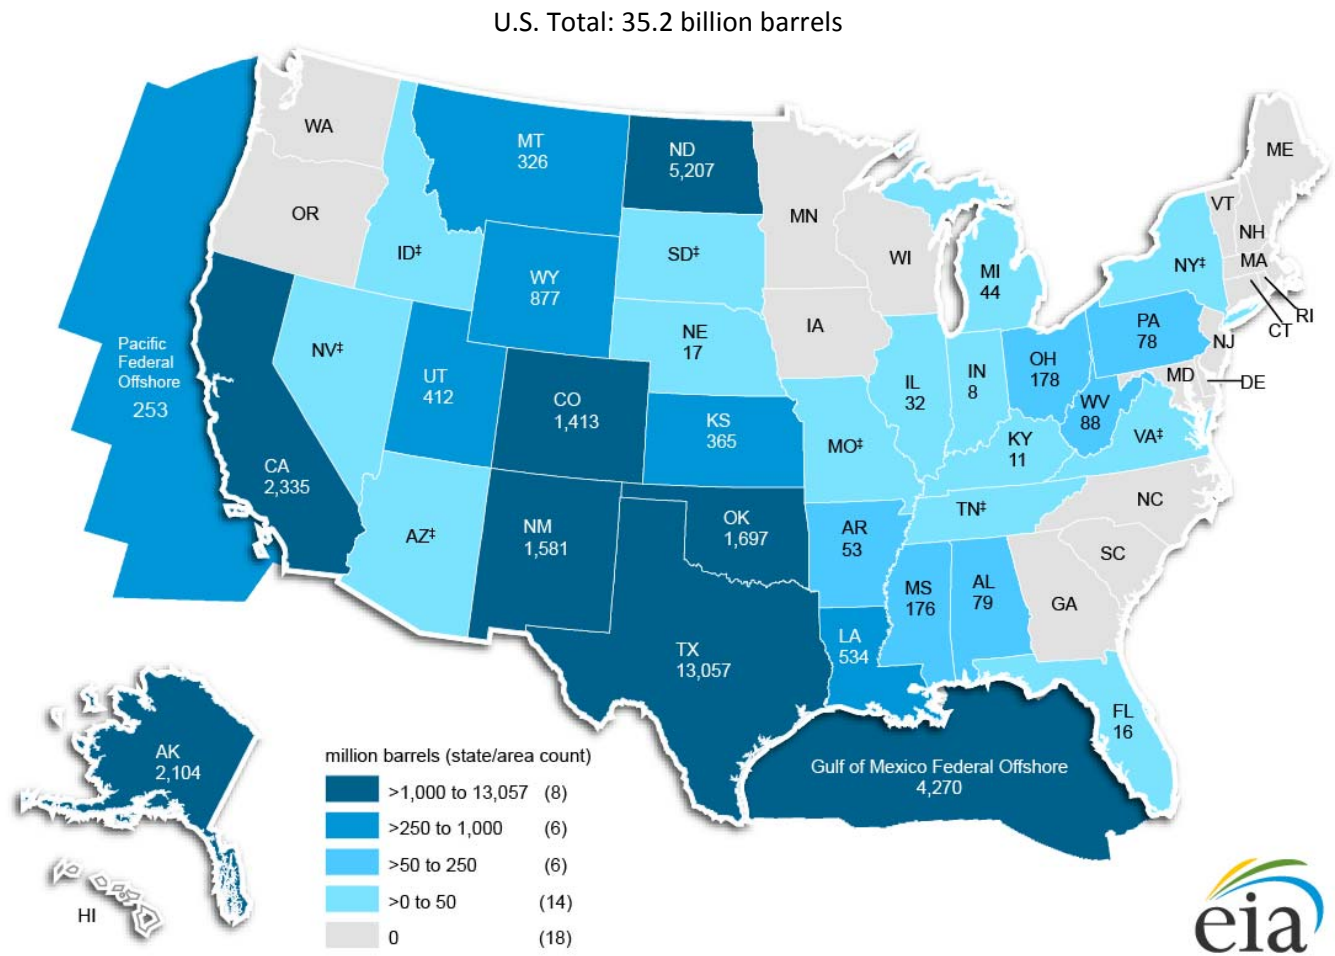 U.S. Total: 35.2 billion barrels
WA
MT
326
ND
5,207
MN
ME
VT
NH
MA
RI
CT
OR
ID‡
WY
877
SD‡
WI
MI
44
NY‡
Pacific
Federal
Offshore
253
NV‡
UT
412
CO
1,413
NE
17
IA
IL
32
IN
8
OH
178
PA
78
NJ
MD
DE
WV
88
VA‡
KY
11
KS
365
MO‡
CA
2,335
AZ‡
NM
1,581
OK
1,697
AR
53
TN‡
NC
SC
MS
176
AL
79
GA
TX
13,057
LA
534
FL
16
Gulf of Mexico Federal Offshore
4,270
AK
2,104
HI
million barrels (state/area count)
>1,000 to 13,057 (8)
>250 to 1,000 (6)
>50 to 250 (6)
>0 to 50 (14)
0 (18)
eia